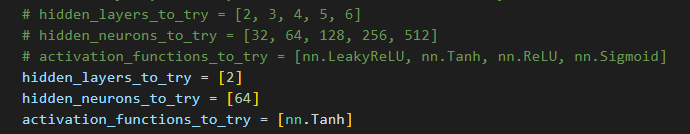 # hidden_layers_to_try = [2, 3, 4, 5, 6]
# hidden_neurons_to_try = [32, 64, 128, 256, 512]
# activation_functions_to_try = [nn.LeakyReLU, nn.Tanh, nn.ReLU, nn.Sigmoid]
hidden_layers_to_try = [2]
hidden_neurons_to_try = [64]
activation_functions_to_try = [nn.Tanh]